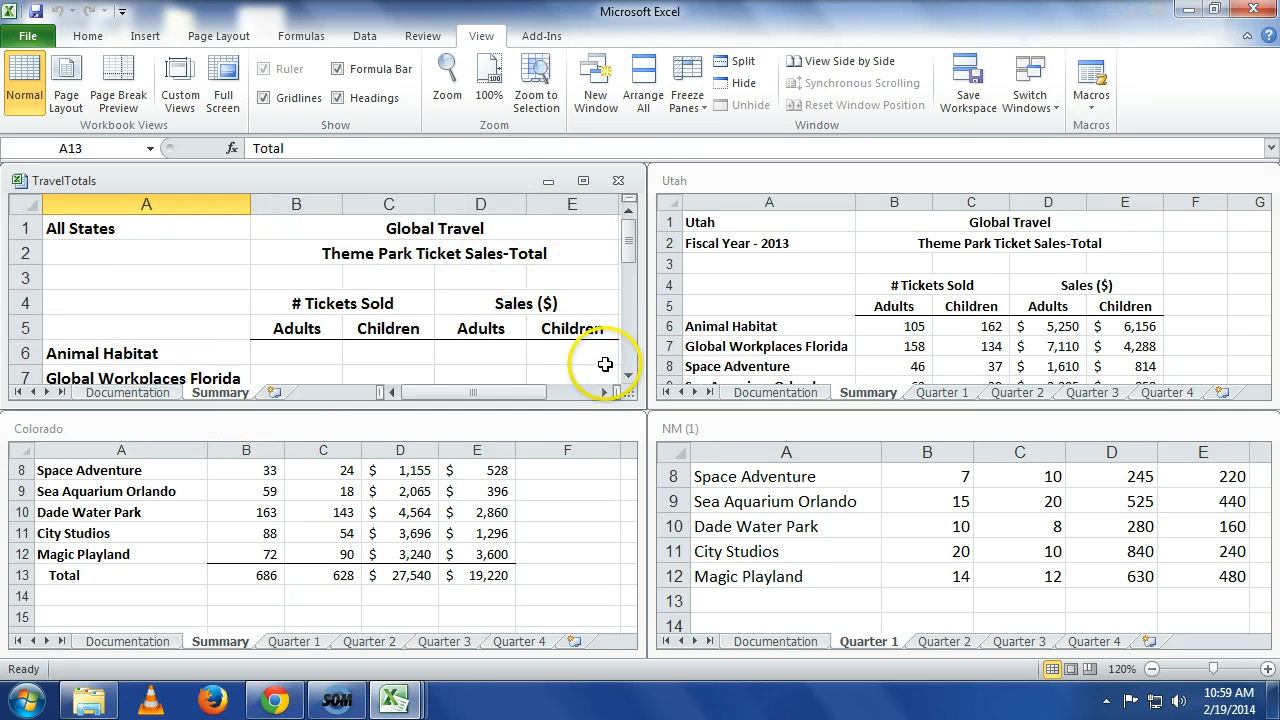 Microsoft Excel
File Home Insert Page Layout Formulas Data Review View Add-Ins
Normal Page Layout Page Break Preview Custom Views Full Screen
Workbook Views
Ruler Formula Bar
Gridlines Headings
Show
Zoom 100% Zoom to Selection
Zoom
New Window Arrange All Freeze Panes
Split
Hide
Unhide
View Side by Side
Synchronous Scrolling
Reset Window Position
Save Workspace Switch Windows
Window
Macros
Macros
A13 fx Total
TravelTotals
A B C D E
1 All States Global Travel
2 Theme Park Ticket Sales-Total
3
4 # Tickets Sold Sales ($)
5 Adults Children Adults Children
6 Animal Habitat
7 Global Workplaces Florida
Documentation Summary
Utah
A B C D E F G
1 Utah Global Travel
2 Fiscal Year - 2013 Theme Park Ticket Sales-Total
3
4 # Tickets Sold Sales ($)
5 Adults Children Adults Children
6 Animal Habitat 105 162 $ 5,250 $ 6,156
7 Global Workplaces Florida 158 134 $ 7,110 $ 4,288
8 Space Adventure 46 37 $ 1,610 $ 814
Documentation Summary Quarter 1 Quarter 2 Quarter 3 Quarter 4
Colorado
A B C D E F
8 Space Adventure 33 24 $ 1,155 $ 528
9 Sea Aquarium Orlando 59 18 $ 2,065 $ 396
10 Dade Water Park 163 143 $ 4,564 $ 2,860
11 City Studios 88 54 $ 3,696 $ 1,296
12 Magic Playland 72 90 $ 3,240 $ 3,600
13 Total 686 628 $ 27,540 $ 19,220
14
15
Documentation Summary Quarter 1 Quarter 2 Quarter 3 Quarter 4
NM (1)
A B C D E
8 Space Adventure 7 10 245 220
9 Sea Aquarium Orlando 15 20 525 440
10 Dade Water Park 10 8 280 160
11 City Studios 20 10 840 240
12 Magic Playland 14 12 630 480
13
14
Documentation Quarter 1 Quarter 2 Quarter 3 Quarter 4
Ready 120%
SOM
10:59 AM
2/19/2014